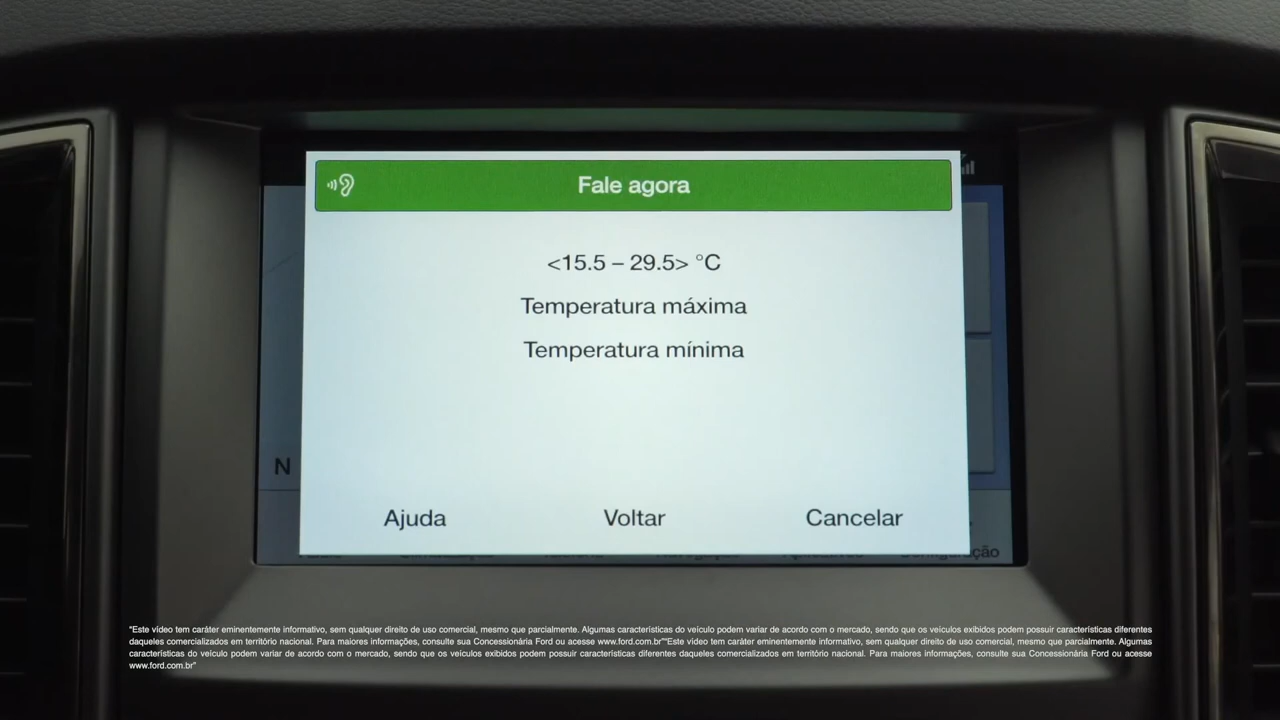 Fale agora
<15.5 – 29.5> °C
Temperatura máxima
Temperatura mínima
N
Ajuda
Voltar
Cancelar
"Este vídeo tem caráter eminentemente informativo, sem qualquer direito de uso comercial, mesmo que parcialmente. Algumas características do veículo podem variar de acordo com o mercado, sendo que os veículos exibidos podem possuir características diferentes
daqueles comercializados em território nacional. Para maiores informações, consulte sua Concessionária Ford ou acesse www.ford.com.br""Este vídeo tem caráter eminentemente informativo, sem qualquer direito de uso comercial, mesmo que parcialmente. Algumas
características do veículo podem variar de acordo com o mercado, sendo que os veículos exibidos podem possuir características diferentes daqueles comercializados em território nacional. Para maiores informações, consulte sua Concessionária Ford ou acesse
www.ford.com.br"